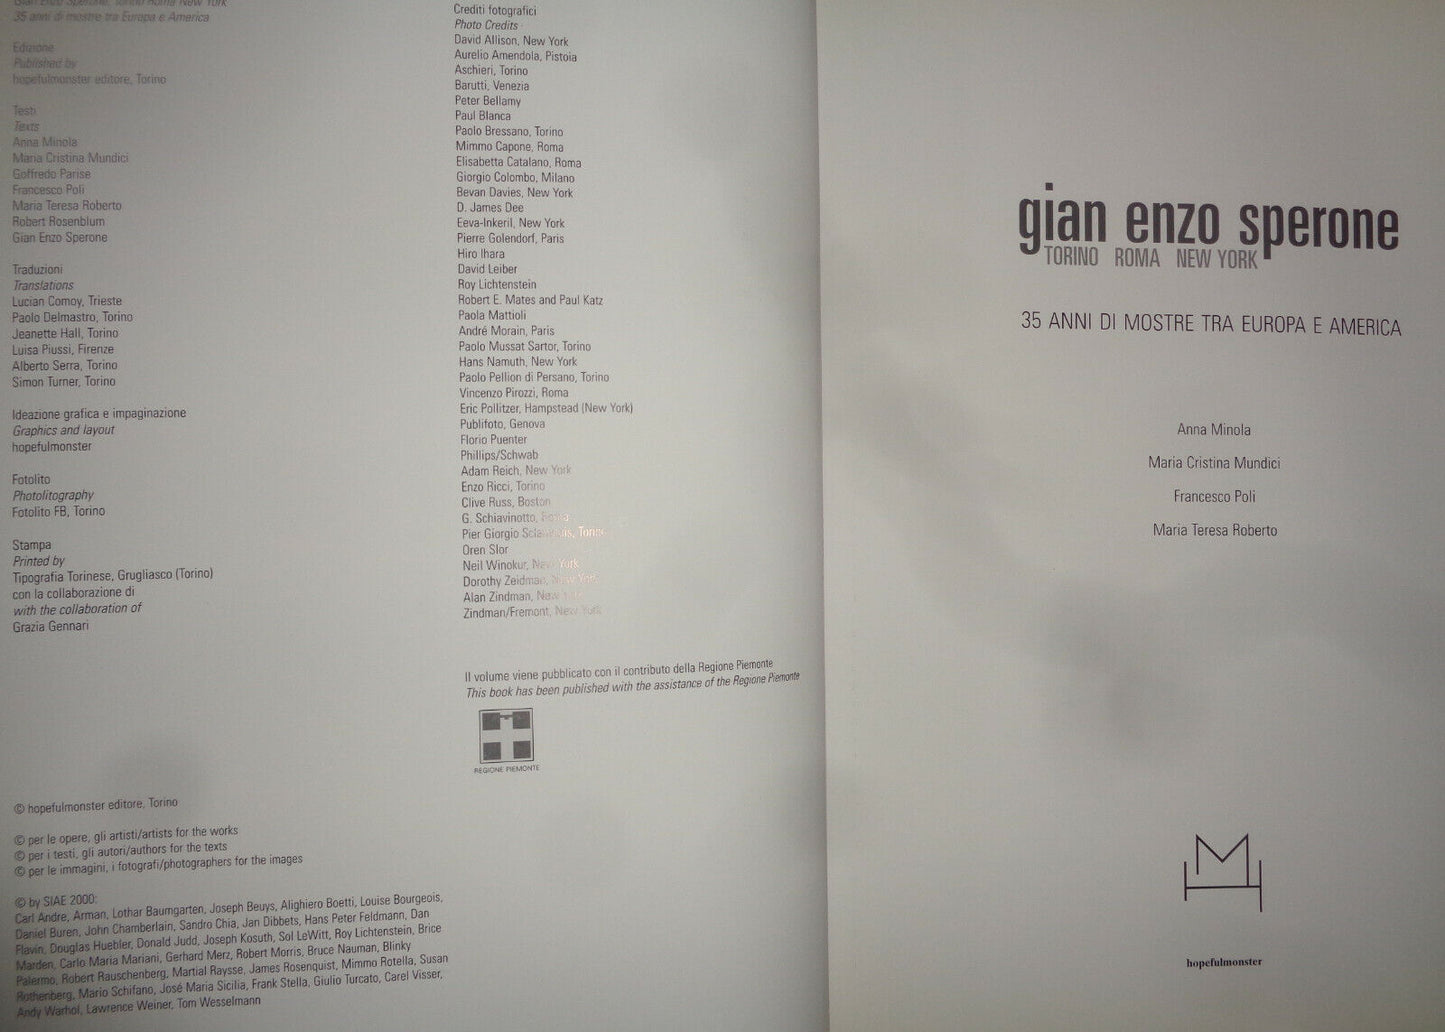 Gian Enzo Sperone, Torino Roma New York
35 anni di mostre tra Europa e America
Edizione
Published by
hopefulmonster editore, Torino
Testi
Texts
Anna Minola
Maria Cristina Mundici
Goffredo Parise
Francesco Poli
Maria Teresa Roberto
Robert Rosenblum
Gian Enzo Sperone
Traduzioni
Translations
Lucian Comoy, Trieste
Paolo Delmastro, Torino
Jeanette Hall, Torino
Luisa Piussi, Firenze
Alberto Serra, Torino
Simon Turner, Torino
Ideazione grafica e impaginazione
Graphics and layout
hopefulmonster
Fotolito
Photolitography
Fotolito FB, Torino
Stampa
Printed by
Tipografia Torinese, Grugliasco (Torino)
con la collaborazione di
with the collaboration of
Grazia Gennari
© hopefulmonster editore, Torino
© per le opere, gli artisti/artists for the works
© per i testi, gli autori/authors for the texts
© per le immagini, i fotografi/photographers for the images
© by SIAE 2000:
Carl Andre, Arman, Lothar Baumgarten, Joseph Beuys, Alighiero Boetti, Louise Bourgeois,
Daniel Buren, John Chamberlain, Sandro Chia, Jan Dibbets, Hans Peter Feldmann, Dan
Flavin, Douglas Huebler, Donald Judd, Joseph Kosuth, Sol LeWitt, Roy Lichtenstein, Brice
Marden, Carlo Maria Mariani, Gerhard Merz, Robert Morris, Bruce Nauman, Blinky
Palermo, Robert Rauschenberg, Martial Raysse, James Rosenquist, Mimmo Rotella, Susan
Rothenberg, Mario Schifano, José Maria Sicilia, Frank Stella, Giulio Turcato, Carel Visser,
Andy Warhol, Lawrence Weiner, Tom Wesselmann
Crediti fotografici
Photo Credits
David Allison, New York
Aurelio Amendola, Pistoia
Aschieri, Torino
Barutti, Venezia
Peter Bellamy
Paul Blanca
Paolo Bressano, Torino
Mimmo Capone, Roma
Elisabetta Catalano, Roma
Giorgio Colombo, Milano
Bevan Davies, New York
D. James Dee
Eeva-Inkeril, New York
Pierre Golendorf, Paris
Hiro Ihara
David Leiber
Roy Lichtenstein
Robert E. Mates and Paul Katz
Paola Mattioli
André Morain, Paris
Paolo Mussat Sartor, Torino
Hans Namuth, New York
Paolo Pellion di Persano, Torino
Vincenzo Pirozzi, Roma
Eric Pollitzer, Hampstead (New York)
Publifoto, Genova
Florio Puenter
Phillips/Schwab
Adam Reich, New York
Enzo Ricci, Torino
Clive Russ, Boston
G. Schiavinotto, Roma
Pier Giorgio Torino
Oren Slor
Neil Winokur, New York
Dorothy Zeidman, New York
Alan Zindman, New York
Zindman/Fremont, New York
Il volume viene pubblicato con il contributo della Regione Piemonte
This book has been published with the assistance of the Regione Piemonte
REGIONE PIEMONTE
gian enzo sperone
TORINO ROMA NEW YORK
35 ANNI DI MOSTRE TRA EUROPA E AMERICA
Anna Minola
Maria Cristina Mundici
Francesco Poli
Maria Teresa Roberto
hopefulmonster